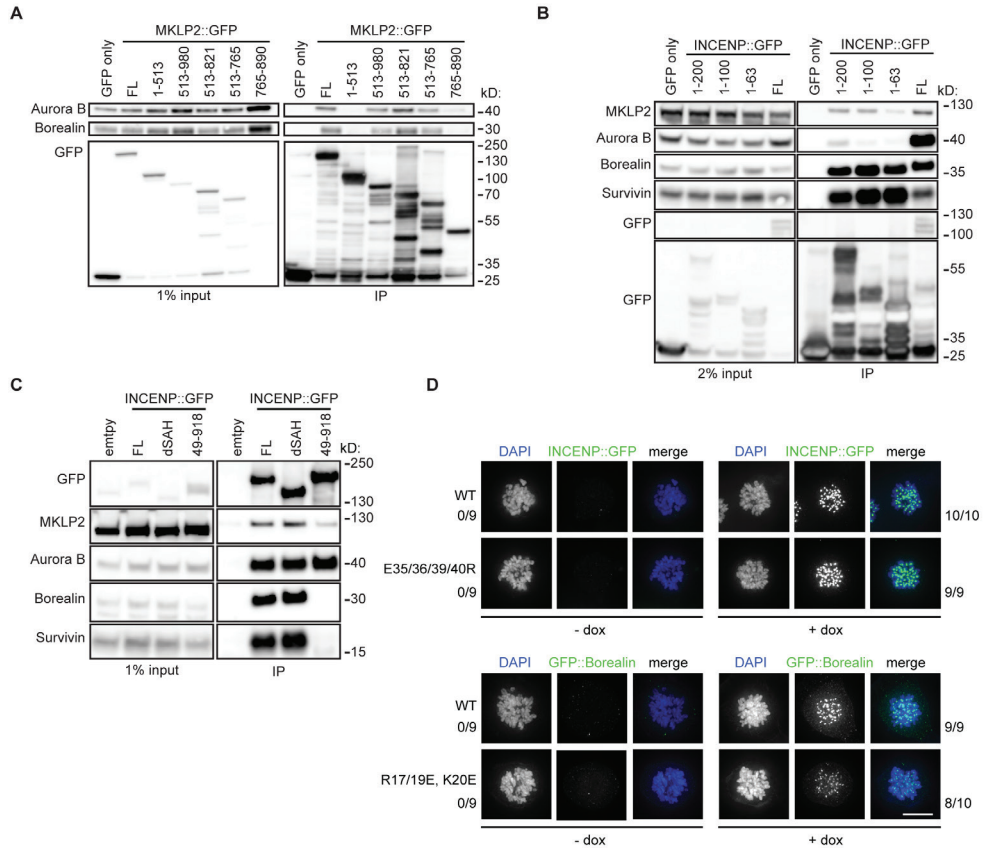 A
MKLP2::GFP
MKLP2::GFP
GFP only
FL
1-513
513-980
513-821
513-765
765-890
GFP only
FL
1-513
513-980
513-821
513-765
765-890
kD:
Aurora B
-40
Borealin
-30
GFP
-250
-130
-100
-70
-55
-35
-25
1% input
IP
B
INCENP::GFP
INCENP::GFP
GFP only
1-200
1-100
1-63
FL
GFP only
1-200
1-100
1-63
FL
kD:
MKLP2
-130
Aurora B
-40
Borealin
-35
Survivin
-25
GFP
-130
-100
GFP
-55
-35
-25
2% input
IP
C
INCENP::GFP
INCENP::GFP
emtpy
FL
dSAH
49-918
emtpy
FL
dSAH
49-918
kD:
GFP
-250
-130
MKLP2
-130
Aurora B
-40
Borealin
-30
Survivin
-15
1% input
IP
D
DAPI INCENP::GFP merge
DAPI INCENP::GFP merge
WT
0/9
10/10
E35/36/39/40R
0/9
9/9
- dox
+ dox
DAPI GFP::Borealin merge
DAPI GFP::Borealin merge
WT
0/9
9/9
R17/19E, K20E
0/9
8/10
- dox
+ dox